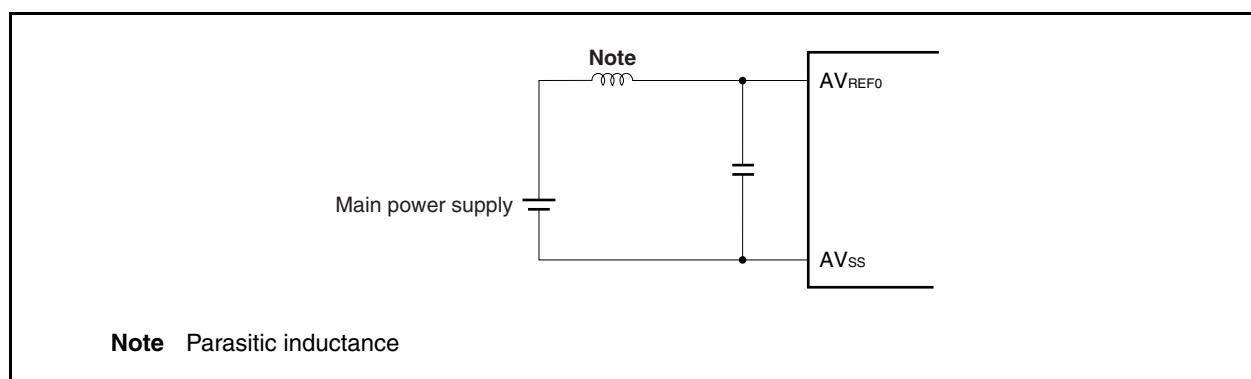 Note
AVREF0
Main power supply
AVSS
Note Parasitic inductance